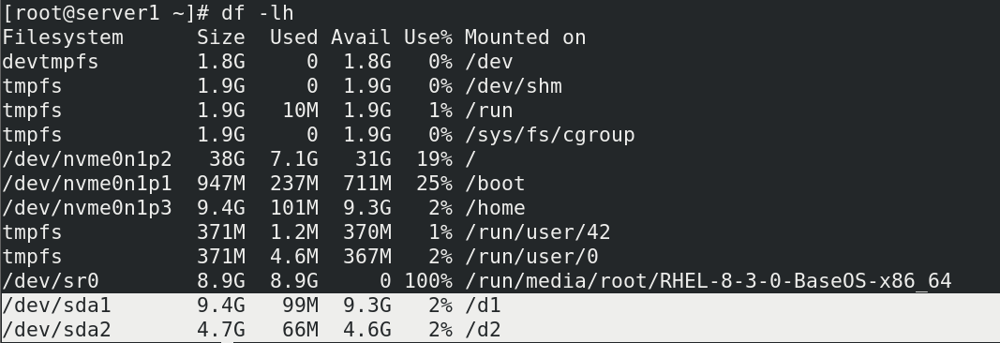 [root@server1 ~]# df -lh
Filesystem      Size  Used Avail Use% Mounted on
devtmpfs        1.8G     0  1.8G   0% /dev
tmpfs           1.9G     0  1.9G   0% /dev/shm
tmpfs           1.9G   10M  1.9G   1% /run
tmpfs           1.9G     0  1.9G   0% /sys/fs/cgroup
/dev/nvme0n1p2   38G  7.1G   31G  19% /
/dev/nvme0n1p1  947M  237M  711M  25% /boot
/dev/nvme0n1p3  9.4G  101M  9.3G   2% /home
tmpfs           371M  1.2M  370M   1% /run/user/42
tmpfs           371M  4.6M  367M   2% /run/user/0
/dev/sr0        8.9G  8.9G     0 100% /run/media/root/RHEL-8-3-0-BaseOS-x86_64
/dev/sda1       9.4G   99M  9.3G   2% /d1
/dev/sda2       4.7G   66M  4.6G   2% /d2